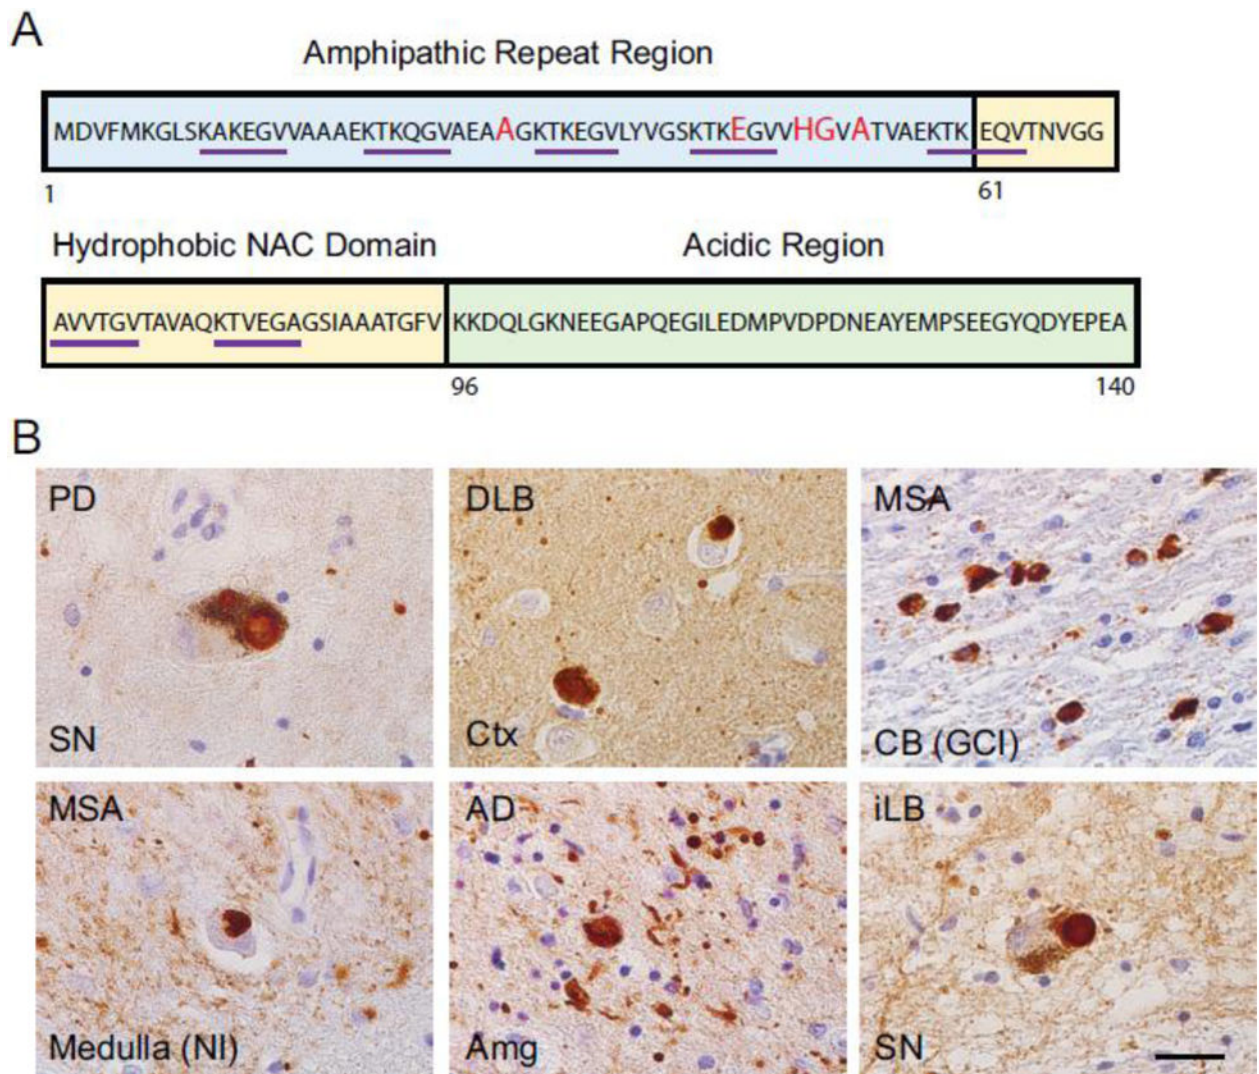 A
Amphipathic Repeat Region
MDVFMKGLSKAKEGVVAAAEKTKQGVAEAAGKTKEGVLYVGSKTKEGVVHGVATVAEKTKEQVTNVGG
1 61
Hydrophobic NAC Domain Acidic Region
AVVTGVTAVAQKTVEGAGSIAAATGFVKKDQLGKNEEGAPQEGILEDMPVDPDNEAYEMPSEEGYQDYEPEA
96 140
B
PD DLB MSA
SN Ctx CB (GCI)
MSA AD iLB
Medulla (NI) Amg SN